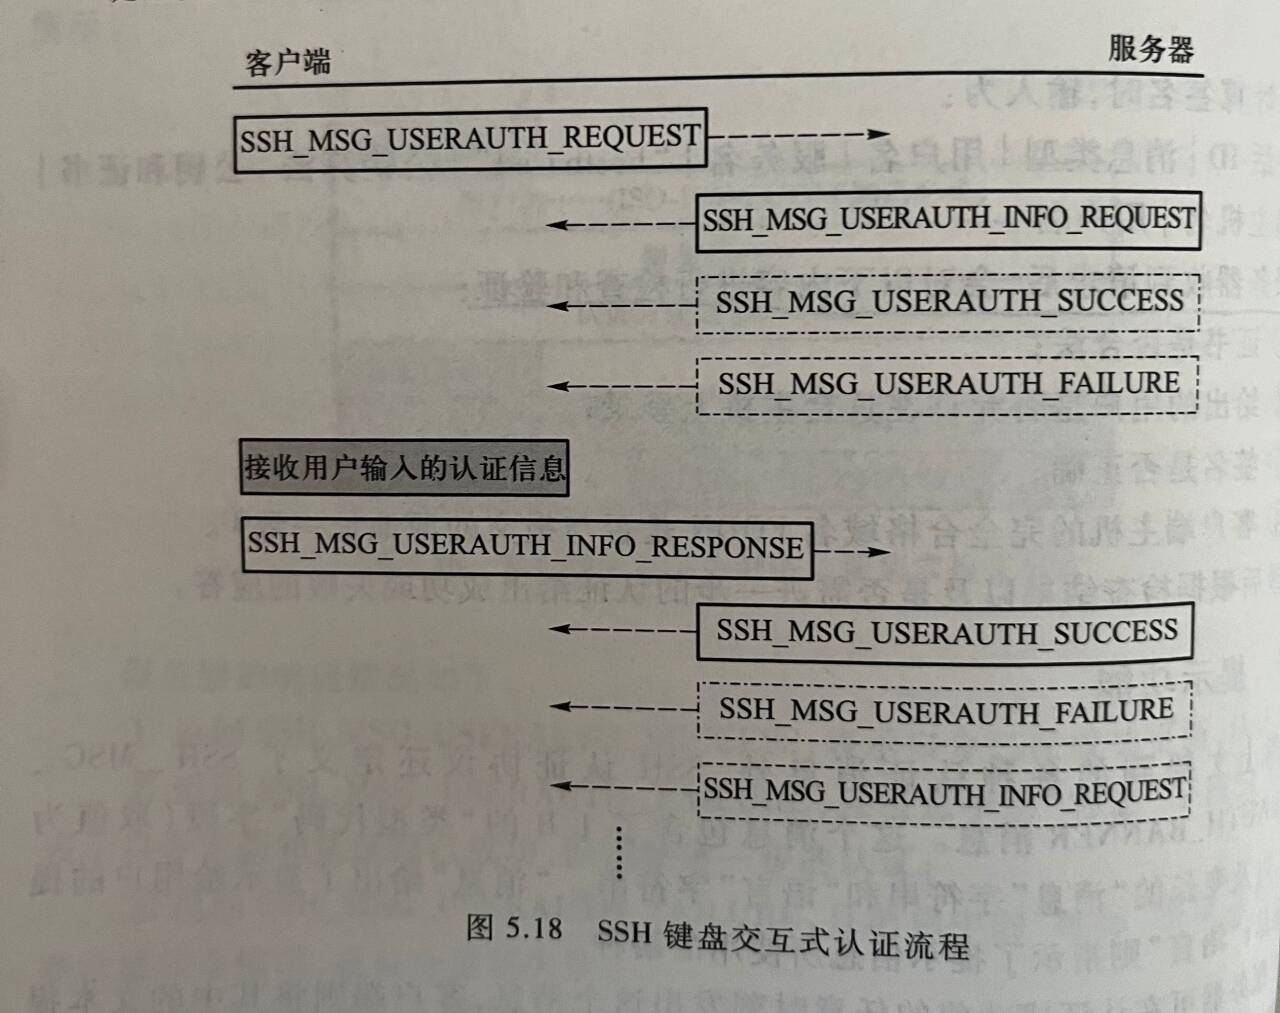 客户端
服务器
SSH_MSG_USERAUTH_REQUEST
SSH_MSG_USERAUTH_INFO_REQUEST
SSH_MSG_USERAUTH_SUCCESS
SSH_MSG_USERAUTH_FAILURE
接收用户输入的认证信息
SSH_MSG_USERAUTH_INFO_RESPONSE
SSH_MSG_USERAUTH_SUCCESS
SSH_MSG_USERAUTH_FAILURE
SSH_MSG_USERAUTH_INFO_REQUEST
图 5.18 SSH 键盘交互式认证流程